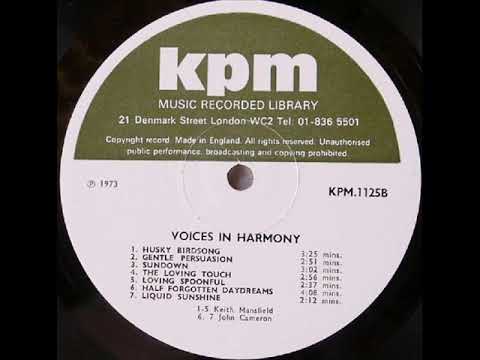 kpm
MUSIC RECORDED LIBRARY
21 Denmark Street London WC2 Tel: 01-836 5501
Copyright record. Made in England. All rights reserved. Unauthorised
public performance, broadcasting and copying prohibited.
℗ 1973
KPM.1125B
VOICES IN HARMONY
1. HUSKY BIRDSONG 3:25 mins.
2. GENTLE PERSUASION 2:51 mins.
3. SUNDOWN 3:02 mins.
4. THE LOVING TOUCH 2:56 mins.
5. LOVING SPOONFUL 2:37 mins.
6. HALF FORGOTTEN DAYDREAMS 4:08 mins.
7. LIQUID SUNSHINE 2:12 mins.
1-5 Keith Mansfield
6. 7 John Cameron